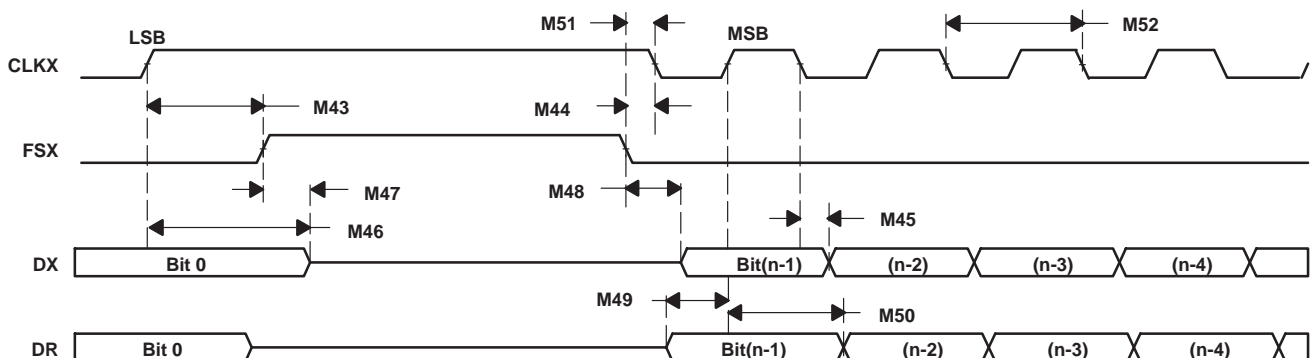 M51
M52
LSB
MSB
CLKX
M43
M44
FSX
M47
M48
M45
M46
DX
Bit 0
Bit(n-1)
(n-2)
(n-3)
(n-4)
M49
M50
DR
Bit 0
Bit(n-1)
(n-2)
(n-3)
(n-4)